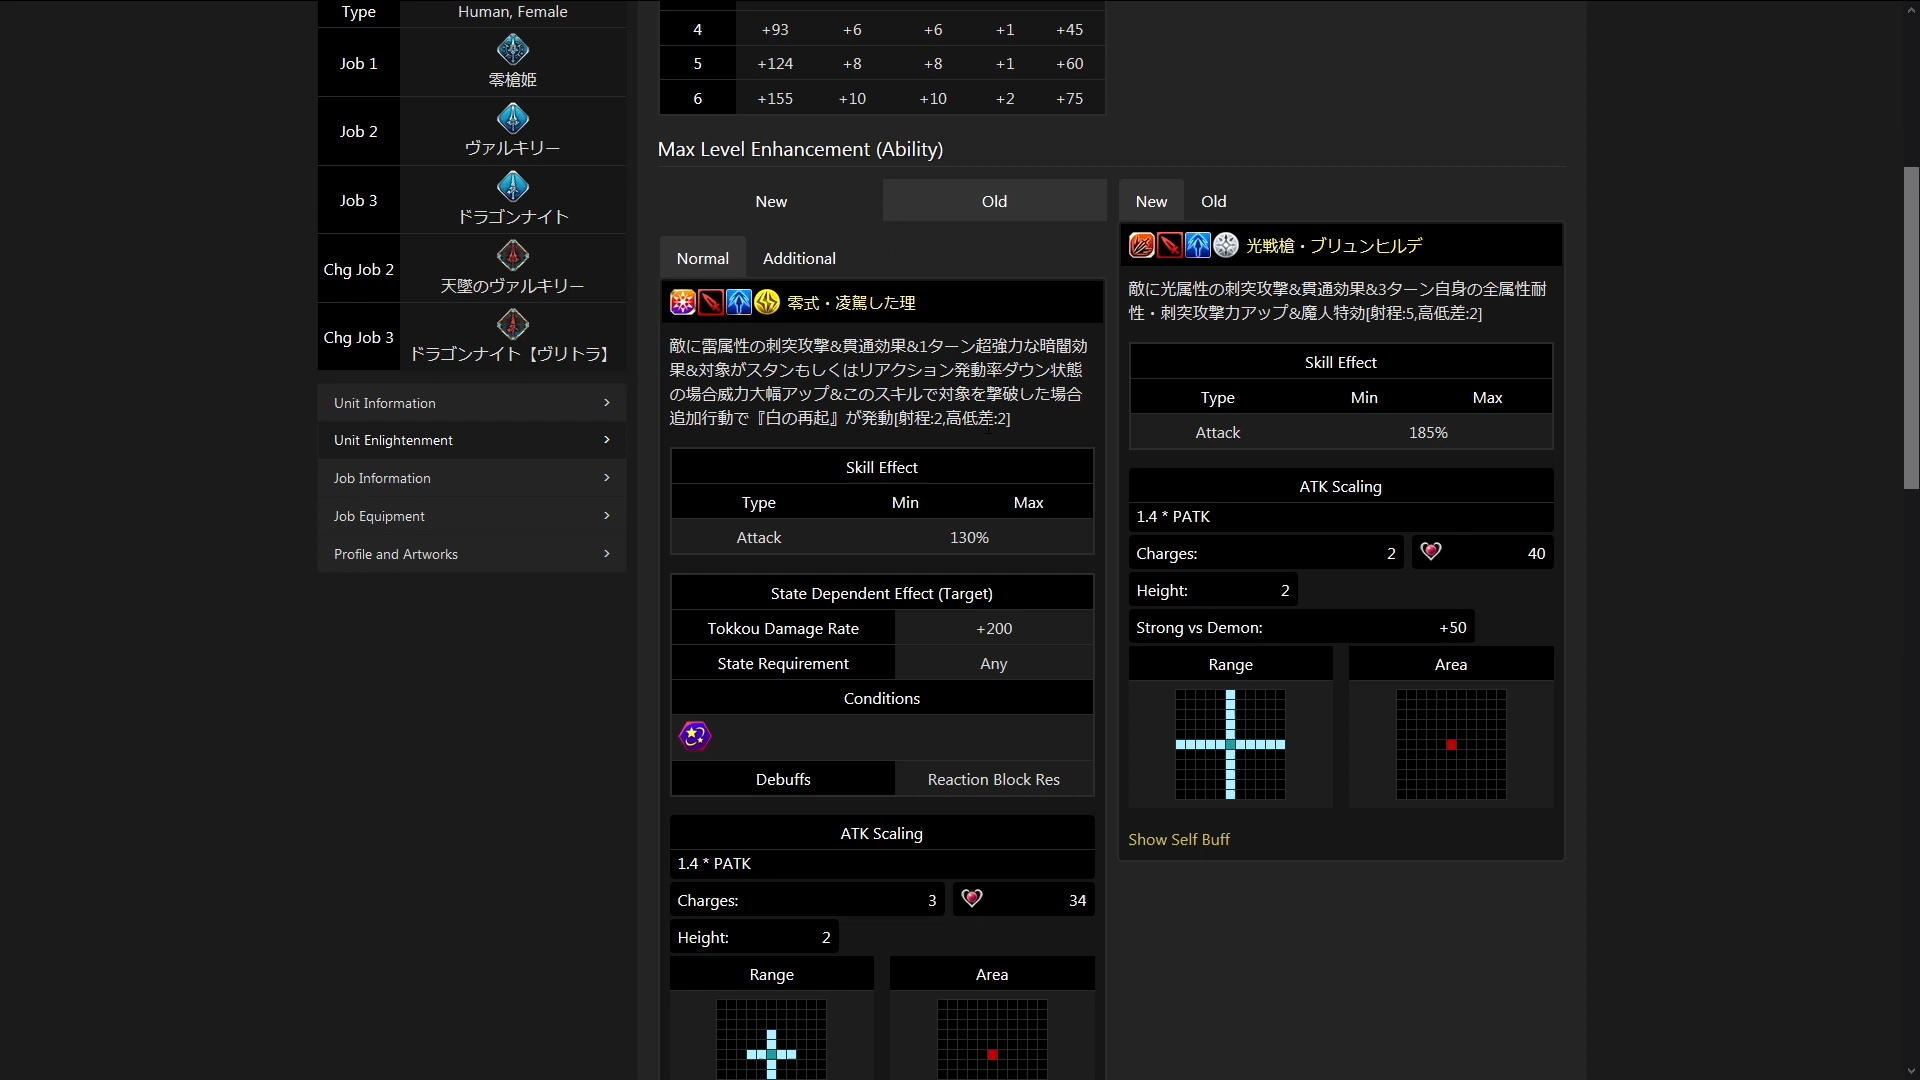 Type Human, Female
Job 1 零槍姫
Job 2 ヴァルキリー
Job 3 ドラゴンナイト
Chg Job 2 天墜のヴァルキリー
Chg Job 3 ドラゴンナイト【ヴリトラ】
Unit Information
Unit Enlightenment
Job Information
Job Equipment
Profile and Artworks
4 +93 +6 +6 +1 +45
5 +124 +8 +8 +1 +60
6 +155 +10 +10 +2 +75
Max Level Enhancement (Ability)
New Old
Normal Additional
零式・凌駕した理
敵に雷属性の刺突攻撃&貫通効果&1ターン超強力な暗闇効
果&対象がスタンもしくはリアクション発動率ダウン状態
の場合威力大幅アップ&このスキルで対象を撃破した場合
追加行動で『白の再起』が発動[射程:2,高低差:2]
Skill Effect
Type Min Max
Attack 130%
State Dependent Effect (Target)
Tokkou Damage Rate +200
State Requirement Any
Conditions
Debuffs Reaction Block Res
ATK Scaling
1.4 * PATK
Charges: 3 34
Height: 2
Range Area
New Old
光戦槍・ブリュンヒルデ
敵に光属性の刺突攻撃&貫通効果&3ターン自身の全属性耐
性・刺突攻撃力アップ&魔人特効[射程:5,高低差:2]
Skill Effect
Type Min Max
Attack 185%
ATK Scaling
1.4 * PATK
Charges: 2 40
Height: 2
Strong vs Demon: +50
Range Area
Show Self Buff